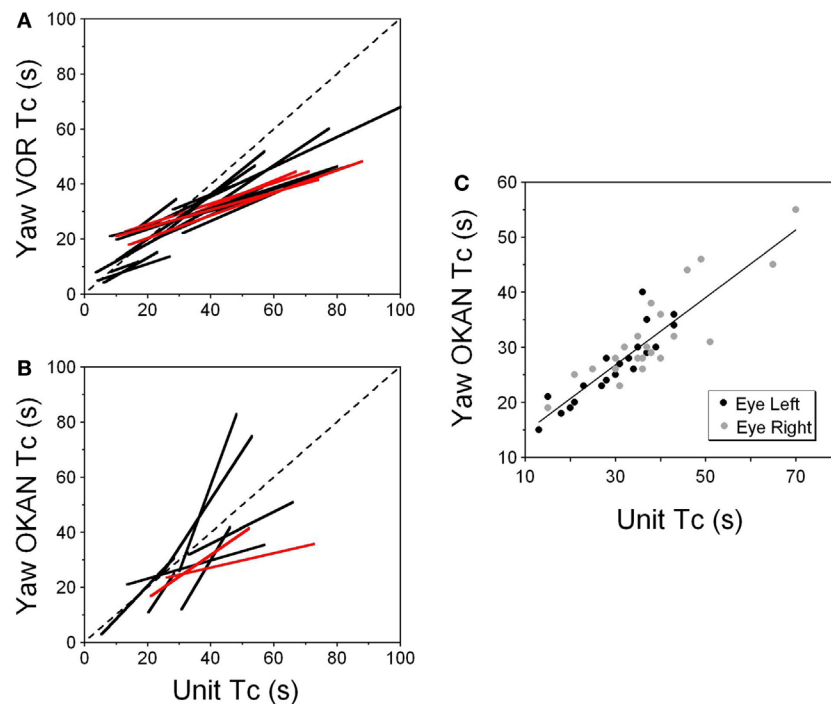 A
100
80
60
40
20
0
Yaw VOR Tc (s)
0 20 40 60 80 100
B
100
80
60
40
20
0
Yaw OKAN Tc (s)
0 20 40 60 80 100
Unit Tc (s)
C
60
50
40
30
20
10
Yaw OKAN Tc (s)
Eye Left
Eye Right
10 30 50 70
Unit Tc (s)